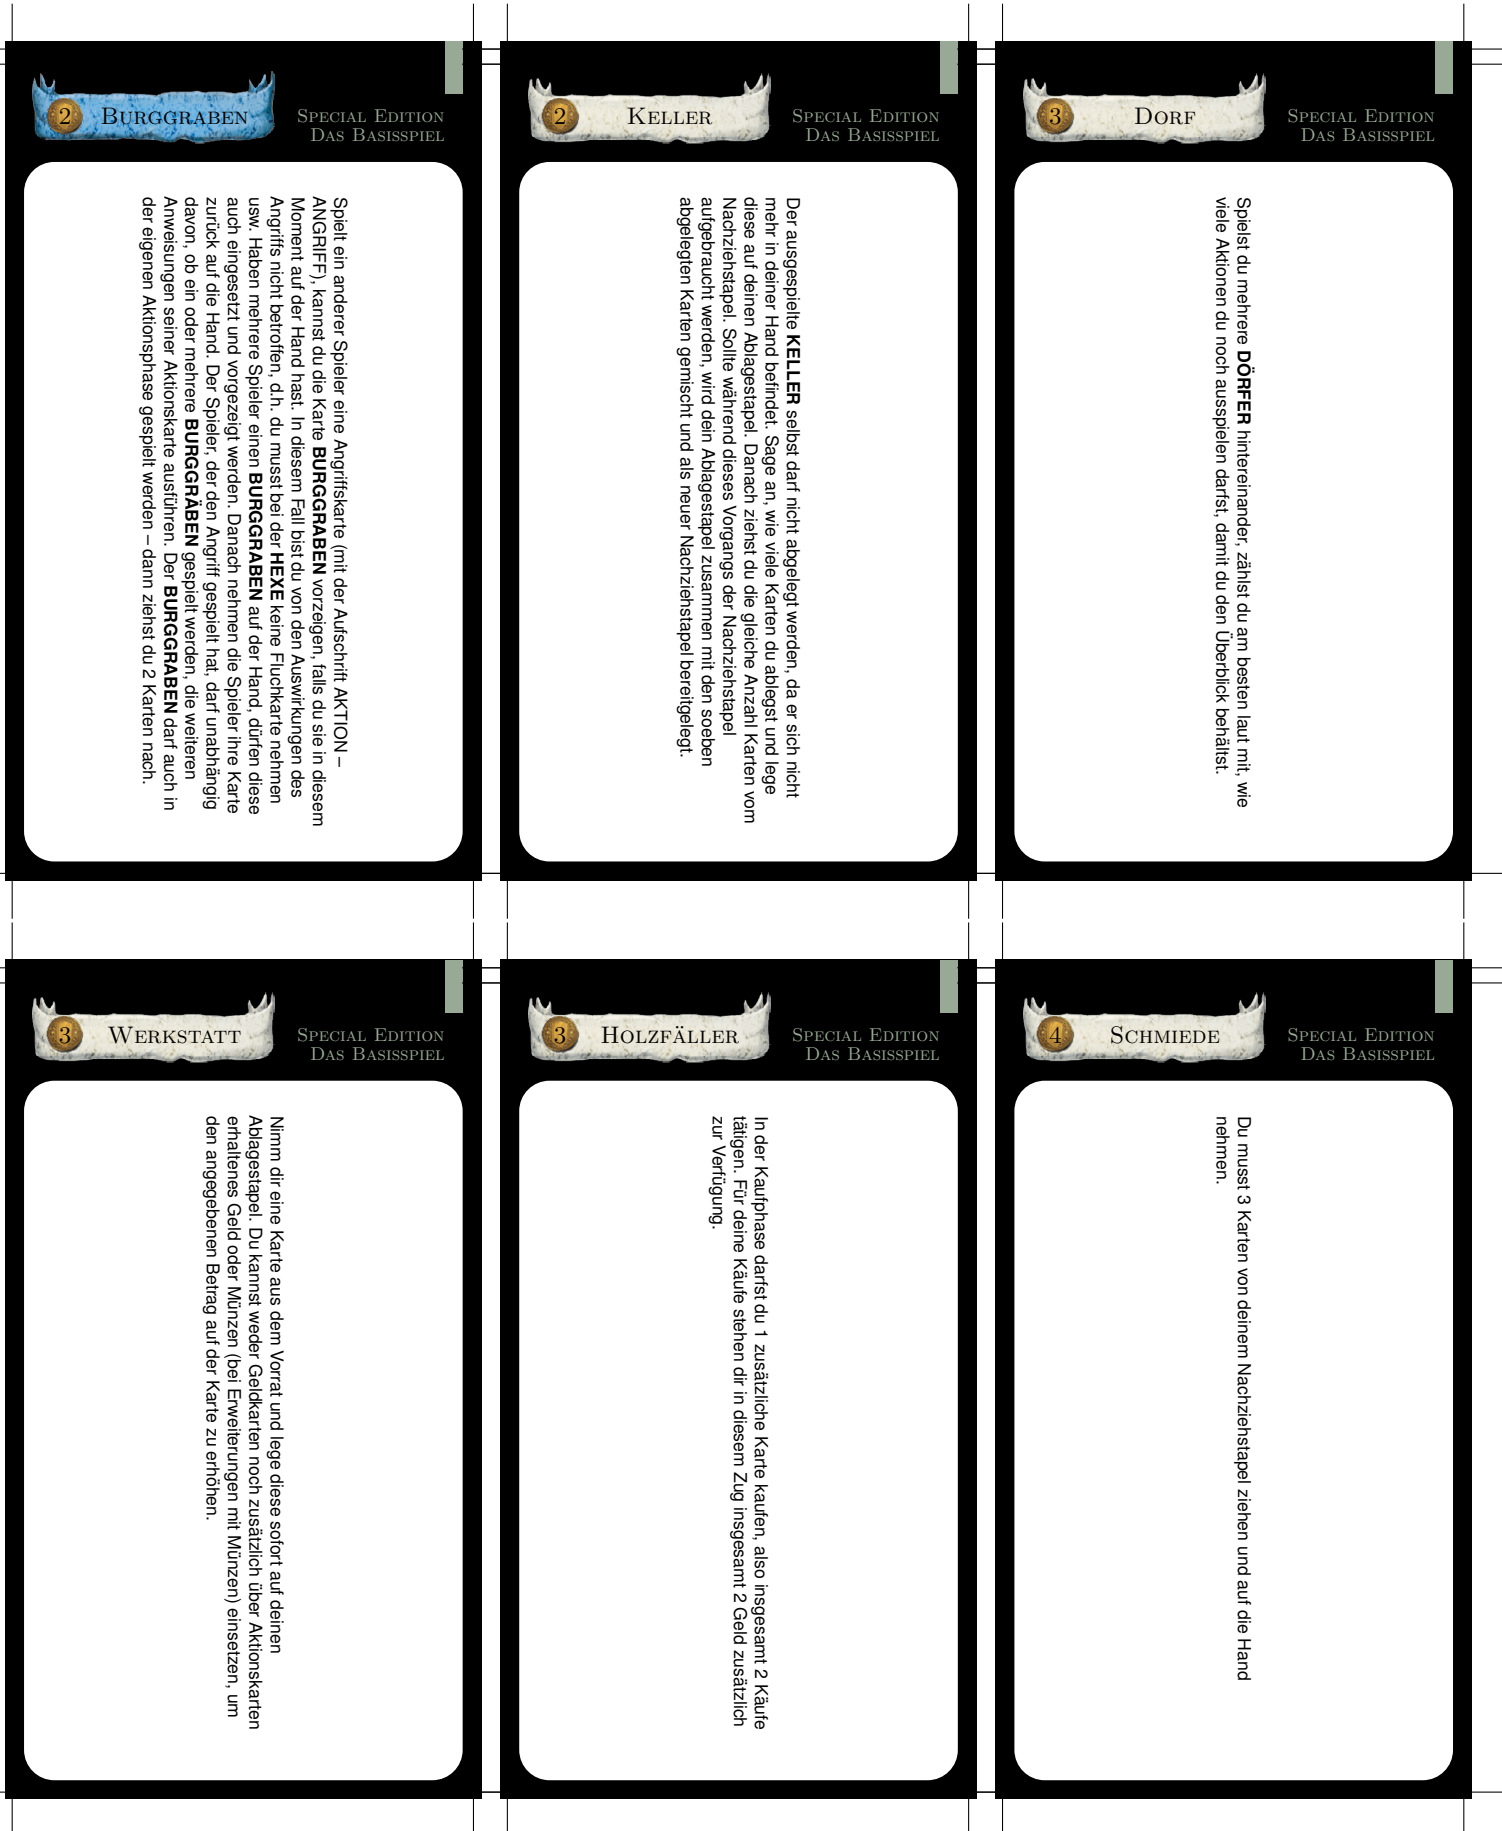 2 BURGGRABEN
SPECIAL EDITION
DAS BASISSPIEL
Spielt ein anderer Spieler eine Angriffskarte (mit der Aufschrift AKTION –
ANGRIFF), kannst du die Karte BURGGRABEN vorzeigen, falls du sie in diesem
Moment auf der Hand hast. In diesem Fall bist du von den Auswirkungen des
Angriffs nicht betroffen, d.h. du musst bei der HEXE keine Fluchkarte nehmen
usw. Haben mehrere Spieler einen BURGGRABEN auf der Hand, dürfen diese
auch eingesetzt und vorgezeigt werden. Danach nehmen die Spieler ihre Karte
zurück auf die Hand. Der Spieler, der den Angriff gespielt hat, darf unabhängig
davon, ob ein oder mehrere BURGGRÄBEN gespielt werden, die weiteren
Anweisungen seiner Aktionskarte ausführen. Der BURGGRABEN darf auch in
der eigenen Aktionsphase gespielt werden – dann ziehst du 2 Karten nach.
2 KELLER
SPECIAL EDITION
DAS BASISSPIEL
Der ausgespielte KELLER selbst darf nicht abgelegt werden, da er sich nicht
mehr in deiner Hand befindet. Sage an, wie viele Karten du ablegst und lege
diese auf deinen Ablagestapel. Danach ziehst du die gleiche Anzahl Karten vom
Nachziehstapel. Sollte während dieses Vorgangs der Nachziehstapel
aufgebraucht werden, wird dein Ablagestapel zusammen mit den soeben
abgelegten Karten gemischt und als neuer Nachziehstapel bereitgelegt.
3 DORF
SPECIAL EDITION
DAS BASISSPIEL
Spielst du mehrere DÖRFER hintereinander, zählst du am besten laut mit, wie
viele Aktionen du noch ausspielen darfst, damit du den Überblick behältst.
3 WERKSTATT
SPECIAL EDITION
DAS BASISSPIEL
Nimm dir eine Karte aus dem Vorrat und lege diese sofort auf deinen
Ablagestapel. Du kannst weder Geldkarten noch zusätzlich über Aktionskarten
erhaltenes Geld oder Münzen (bei Erweiterungen mit Münzen) einsetzen, um
den angegebenen Betrag auf der Karte zu erhöhen.
3 HOLZFÄLLER
SPECIAL EDITION
DAS BASISSPIEL
In der Kaufphase darfst du 1 zusätzliche Karte kaufen, also insgesamt 2 Käufe
tätigen. Für deine Käufe stehen dir in diesem Zug insgesamt 2 Geld zusätzlich
zur Verfügung.
4 SCHMIEDE
SPECIAL EDITION
DAS BASISSPIEL
Du musst 3 Karten von deinem Nachziehstapel ziehen und auf die Hand
nehmen.